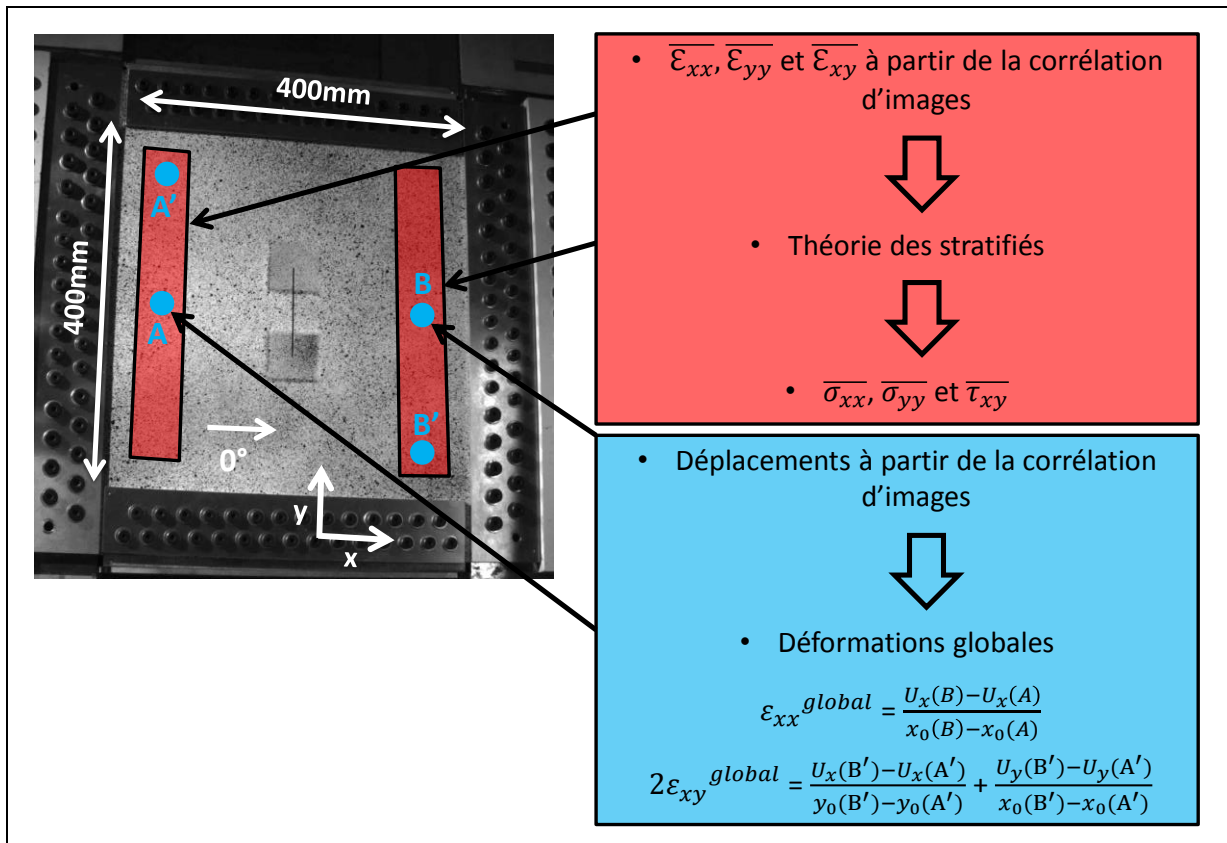 400mm
400mm
A'
A
B
B'
0°
y
x
• $\overline{\mathcal{E}_{xx}}, \overline{\mathcal{E}_{yy}}$ et $\overline{\mathcal{E}_{xy}}$ à partir de la corrélation
d'images
• Théorie des stratifiés
• $\overline{\sigma_{xx}}, \overline{\sigma_{yy}}$ et $\overline{\tau_{xy}}$
• Déplacements à partir de la corrélation
d'images
• Déformations globales
$\varepsilon_{xx}{}^{global} = \frac{U_x(B)-U_x(A)}{x_0(B)-x_0(A)}$
$2\varepsilon_{xy}{}^{global} = \frac{U_x(B')-U_x(A')}{y_0(B')-y_0(A')} + \frac{U_y(B')-U_y(A')}{x_0(B')-x_0(A')}$